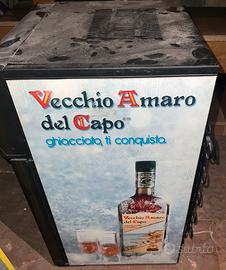 Vecchio Amaro
del Capo
ghiacciato, ti conquista.
Vecchio Amaro
del Capo
subito